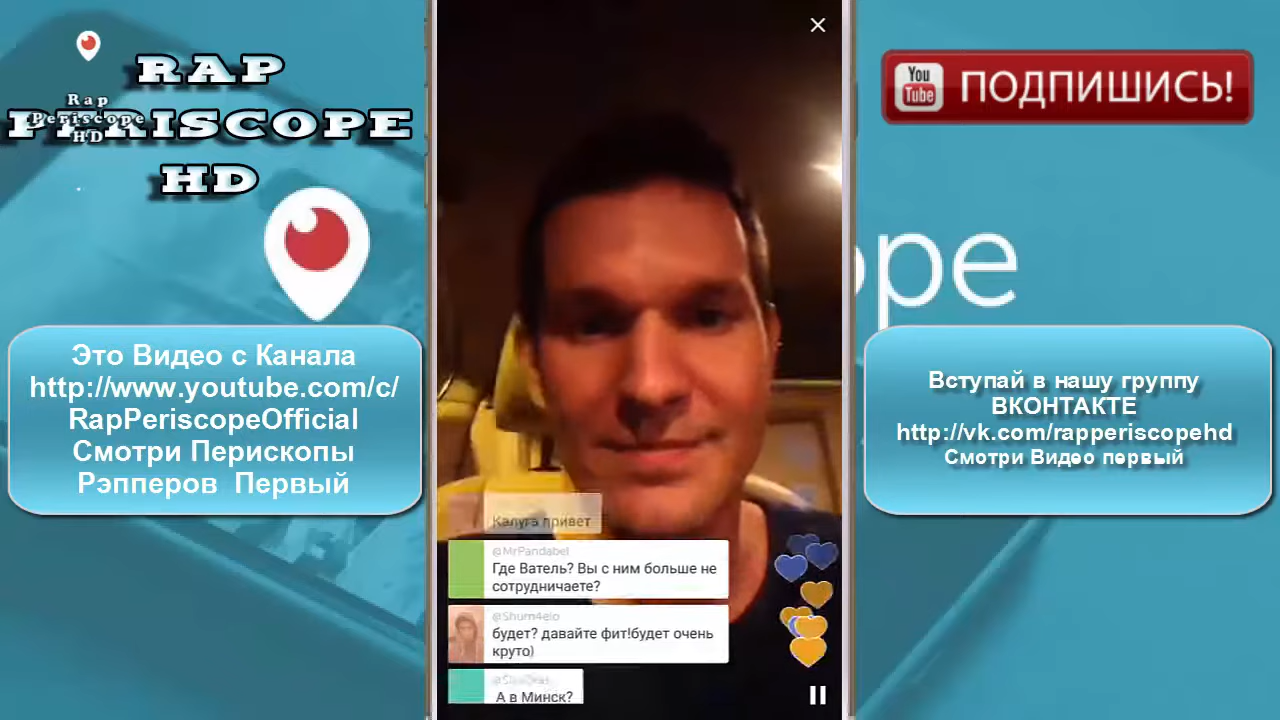 RAP
PERISCOPE
HD
Rap
Periscope
HD
Это Видео с Канала
http://www.youtube.com/c/
RapPeriscopeOfficial
Смотри Перископы
Рэпперов Первый
Калуга привет
@MrPandabel
Где Ватель? Вы с ним больше не
сотрудничаете?
@Shum4elo
будет? давайте фит!будет очень
круто)
А в Минск?
You
Tube
ПОДПИШИСЬ!
ope
Вступай в нашу группу
ВКОНТАКТЕ
http://vk.com/rapperiscopehd
Смотри Видео первый